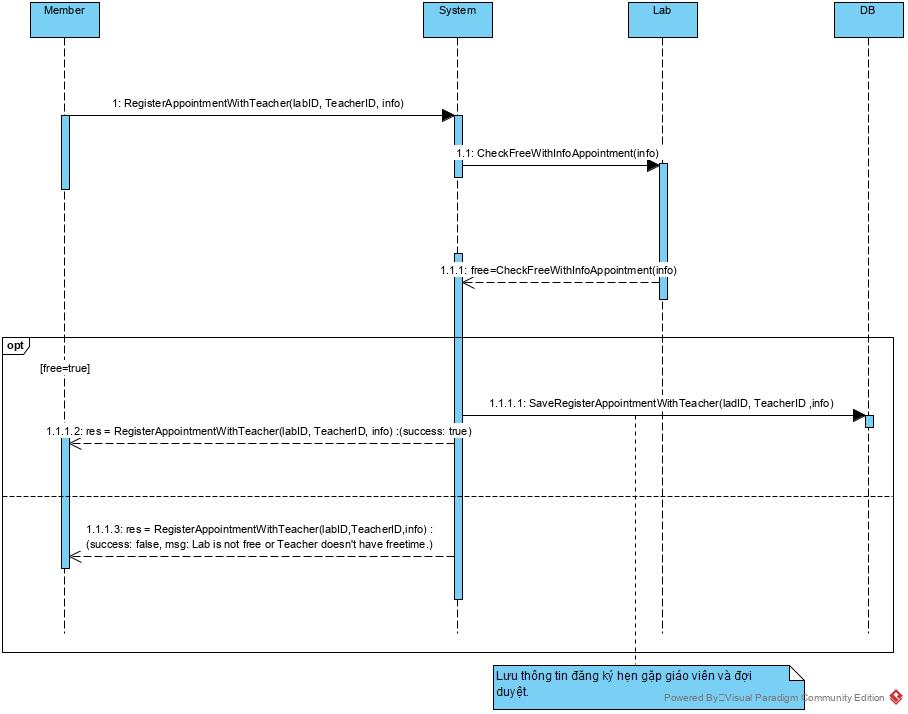 Member
System
Lab
DB
1: RegisterAppointmentWithTeacher(labID, TeacherID, info)
1.1: CheckFreeWithInfoAppointment(info)
1.1.1: free=CheckFreeWithInfoAppointment(info)
opt
[free=true]
1.1.1.1: SaveRegisterAppointmentWithTeacher(ladID, TeacherID ,info)
1.1.1.2: res = RegisterAppointmentWithTeacher(labID, TeacherID, info) :(success: true)
1.1.1.3: res = RegisterAppointmentWithTeacher(labID,TeacherID,info) :
(success: false, msg: Lab is not free or Teacher doesn't have freetime.)
Lưu thông tin đăng ký hẹn gặp giáo viên và đợi
duyệt.
Powered By Visual Paradigm Community Edition